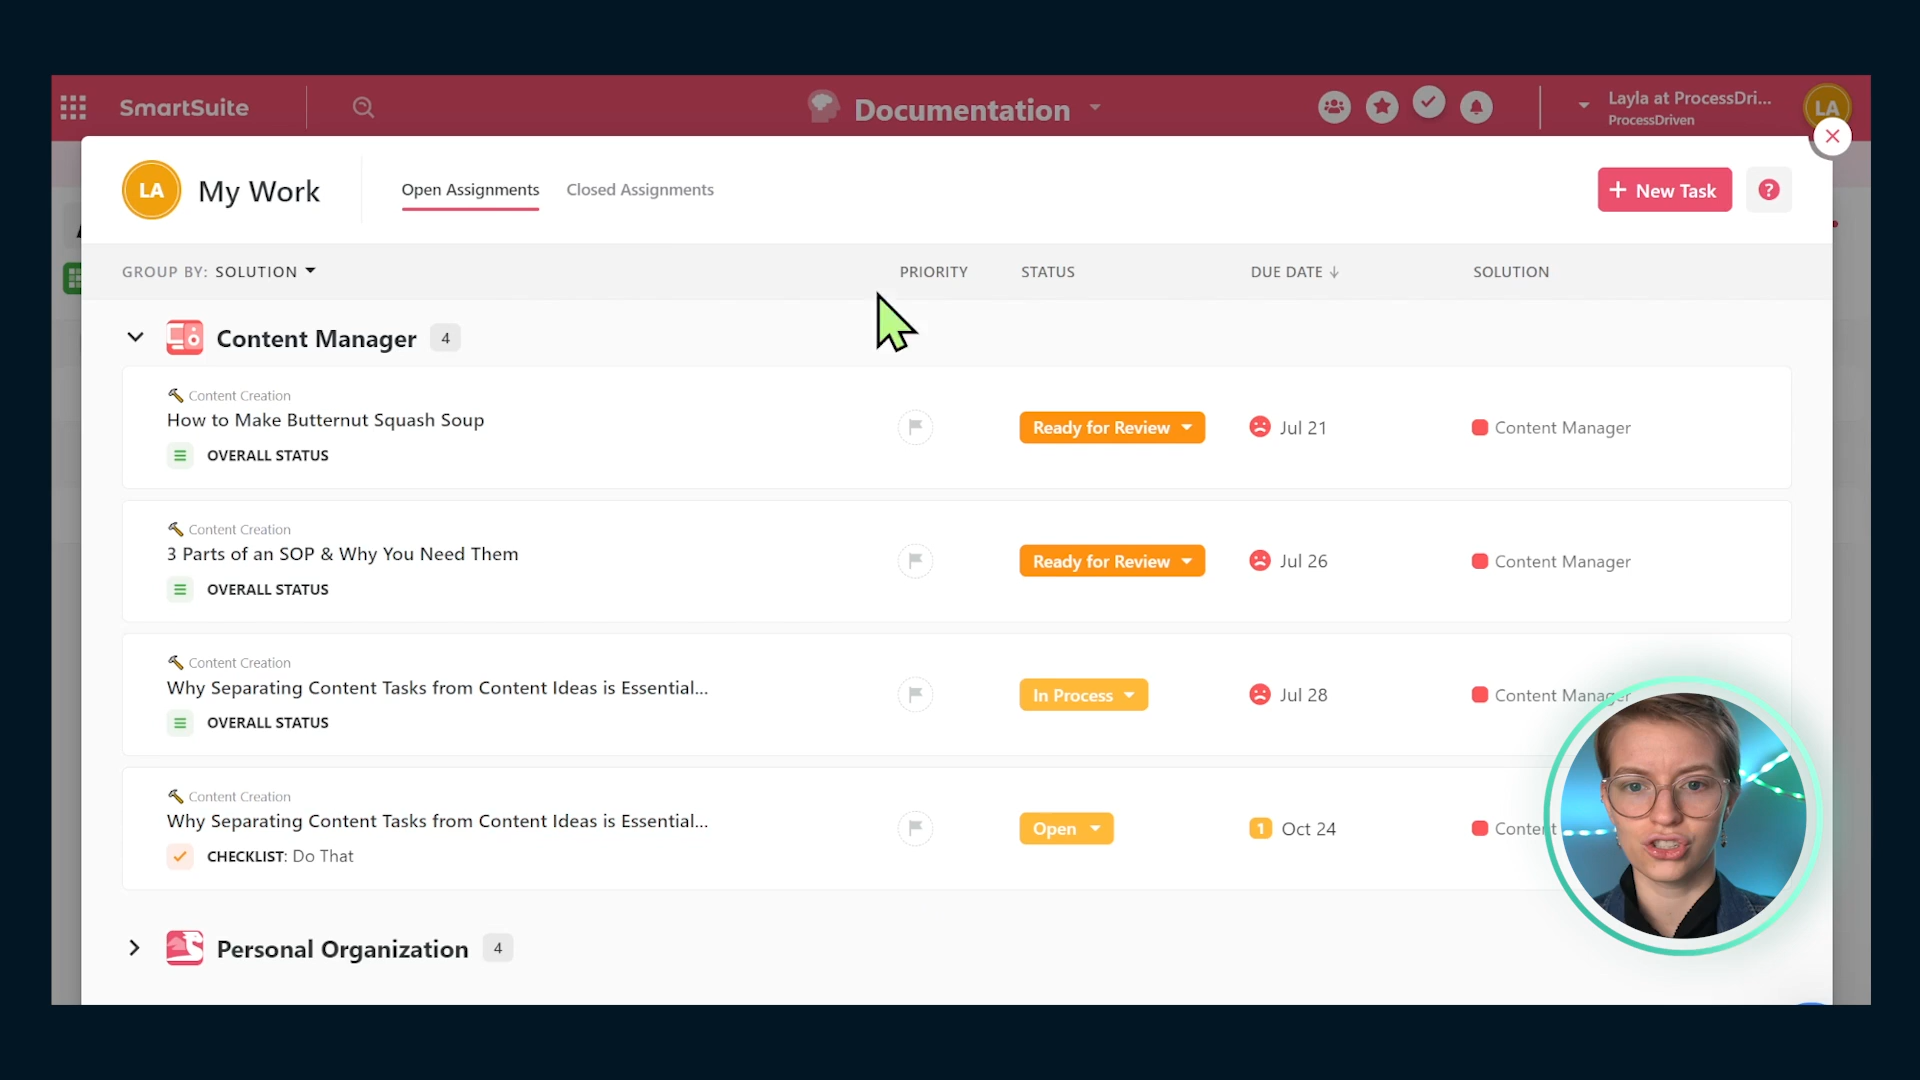 SmartSuite
Documentation
Layla at ProcessDri...
ProcessDriven
LA
LA
My Work
Open Assignments
Closed Assignments
+ New Task
?
GROUP BY: SOLUTION
PRIORITY
STATUS
DUE DATE
SOLUTION
Content Manager 4
Content Creation
How to Make Butternut Squash Soup
OVERALL STATUS
Ready for Review
Jul 21
Content Manager
Content Creation
3 Parts of an SOP & Why You Need Them
OVERALL STATUS
Ready for Review
Jul 26
Content Manager
Content Creation
Why Separating Content Tasks from Content Ideas is Essential...
OVERALL STATUS
In Process
Jul 28
Content Manager
Content Creation
Why Separating Content Tasks from Content Ideas is Essential...
CHECKLIST: Do That
Open
1 Oct 24
Content
Personal Organization 4